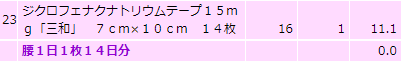 23 ジクロフェナクナトリウムテープ15m 16 1 11.1
g「三和」 7cm×10cm 14枚
腰1日1枚14日分 0.0